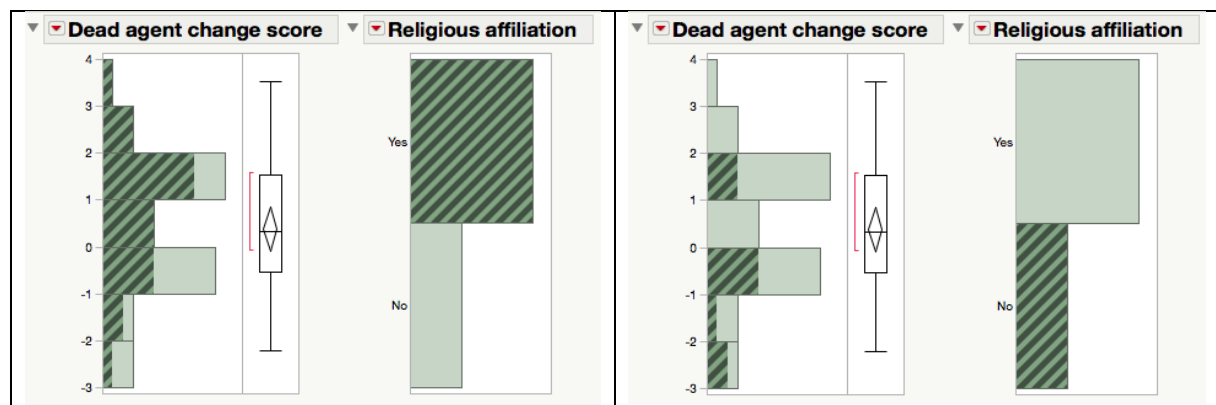 Dead agent change score
Religious affiliation
4
3
2
1
0
-1
-2
-3
Yes
No
Dead agent change score
Religious affiliation
4
3
2
1
0
-1
-2
-3
Yes
No